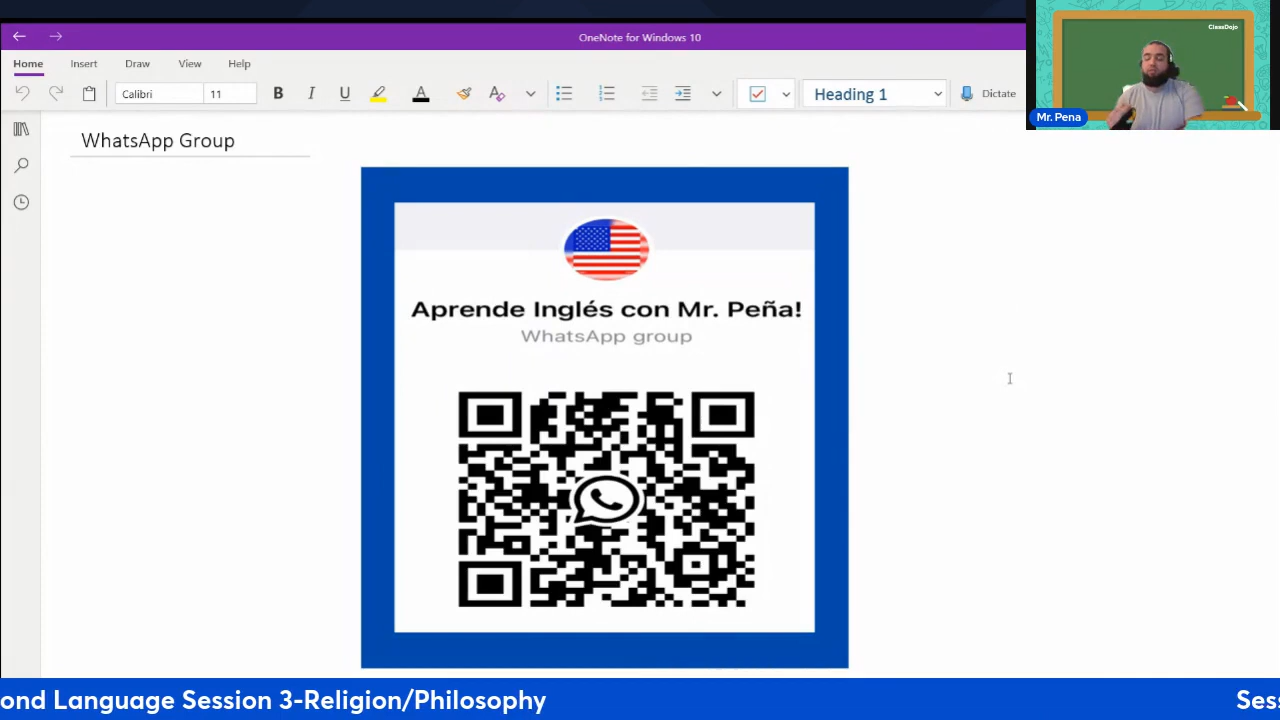 OneNote for Windows 10
ClassDojo
Home Insert Draw View Help
Calibri 11 B I U A A Heading 1 Dictate
Mr. Pena
WhatsApp Group
Aprende Inglés con Mr. Peña!
WhatsApp group
ond Language Session 3-Religion/Philosophy Sess